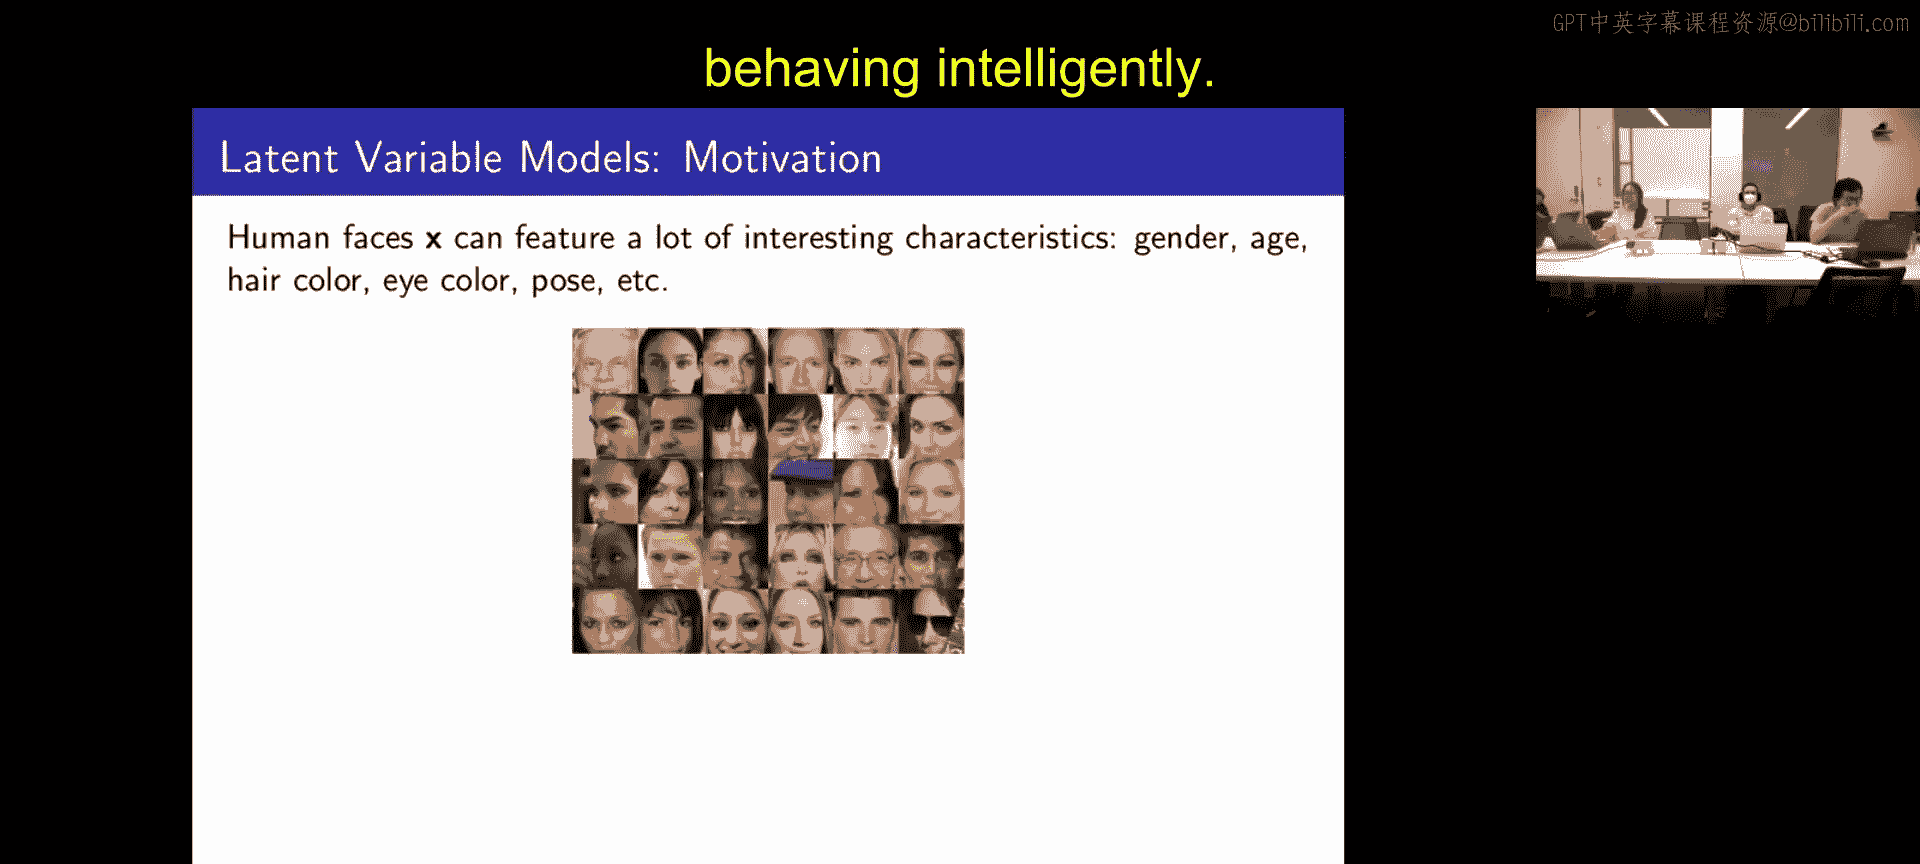 GPT中英字幕课程资源@bilibili.com
behaving intelligently.
Latent Variable Models: Motivation
Human faces x can feature a lot of interesting characteristics: gender, age,
hair color, eye color, pose, etc.